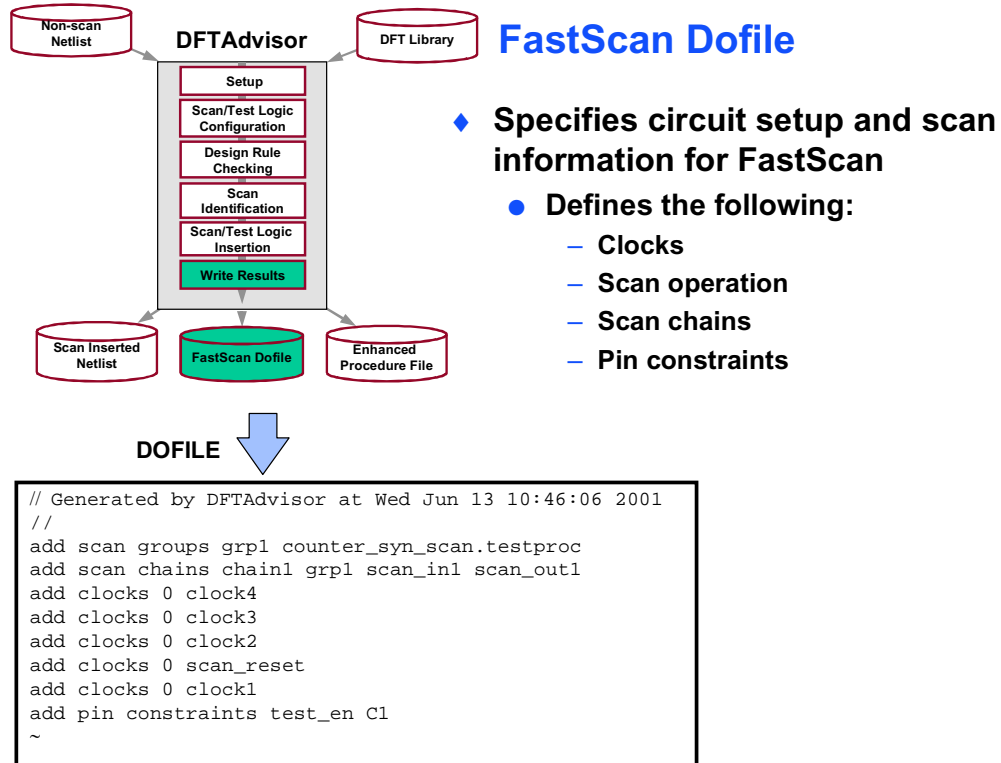 Non-scan
Netlist
DFTAdvisor
DFT Library
Setup
Scan/Test Logic
Configuration
Design Rule
Checking
Scan
Identification
Scan/Test Logic
Insertion
Write Results
Scan Inserted
Netlist
FastScan Dofile
Enhanced
Procedure File
FastScan Dofile
♦ Specifies circuit setup and scan
information for FastScan
● Defines the following:
– Clocks
– Scan operation
– Scan chains
– Pin constraints
DOFILE
// Generated by DFTAdvisor at Wed Jun 13 10:46:06 2001
//
add scan groups grp1 counter_syn_scan.testproc
add scan chains chain1 grp1 scan_in1 scan_out1
add clocks 0 clock4
add clocks 0 clock3
add clocks 0 clock2
add clocks 0 scan_reset
add clocks 0 clock1
add pin constraints test_en C1
~